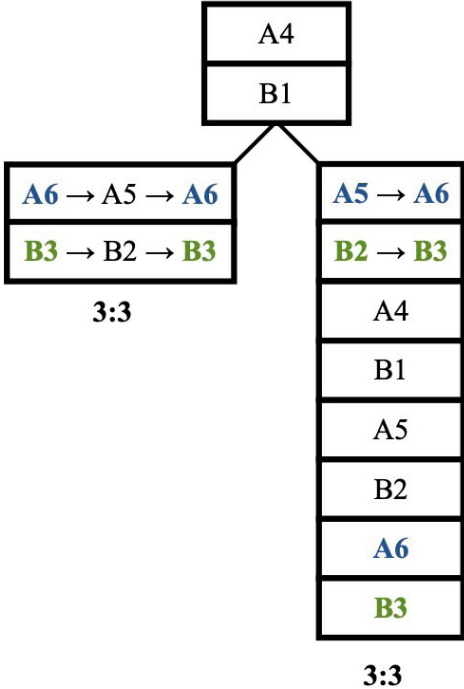 A4
B1
A6 → A5 → A6
B3 → B2 → B3
3:3
A5 → A6
B2 → B3
A4
B1
A5
B2
A6
B3
3:3